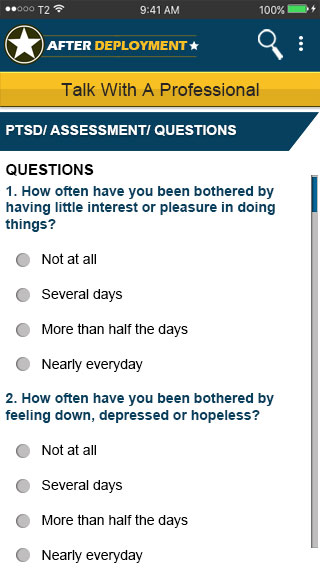 T2 9:41 AM 100%
AFTER DEPLOYMENT
Talk With A Professional
PTSD/ ASSESSMENT/ QUESTIONS
QUESTIONS
1. How often have you been bothered by
having little interest or pleasure in doing
things?
Not at all
Several days
More than half the days
Nearly everyday
2. How often have you been bothered by
feeling down, depressed or hopeless?
Not at all
Several days
More than half the days
Nearly everyday